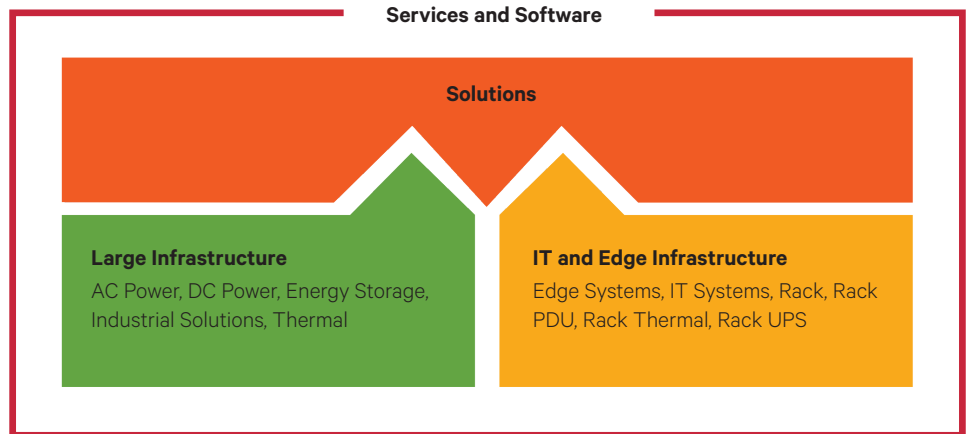 Services and Software
Solutions
Large Infrastructure
AC Power, DC Power, Energy Storage,
Industrial Solutions, Thermal
IT and Edge Infrastructure
Edge Systems, IT Systems, Rack, Rack
PDU, Rack Thermal, Rack UPS